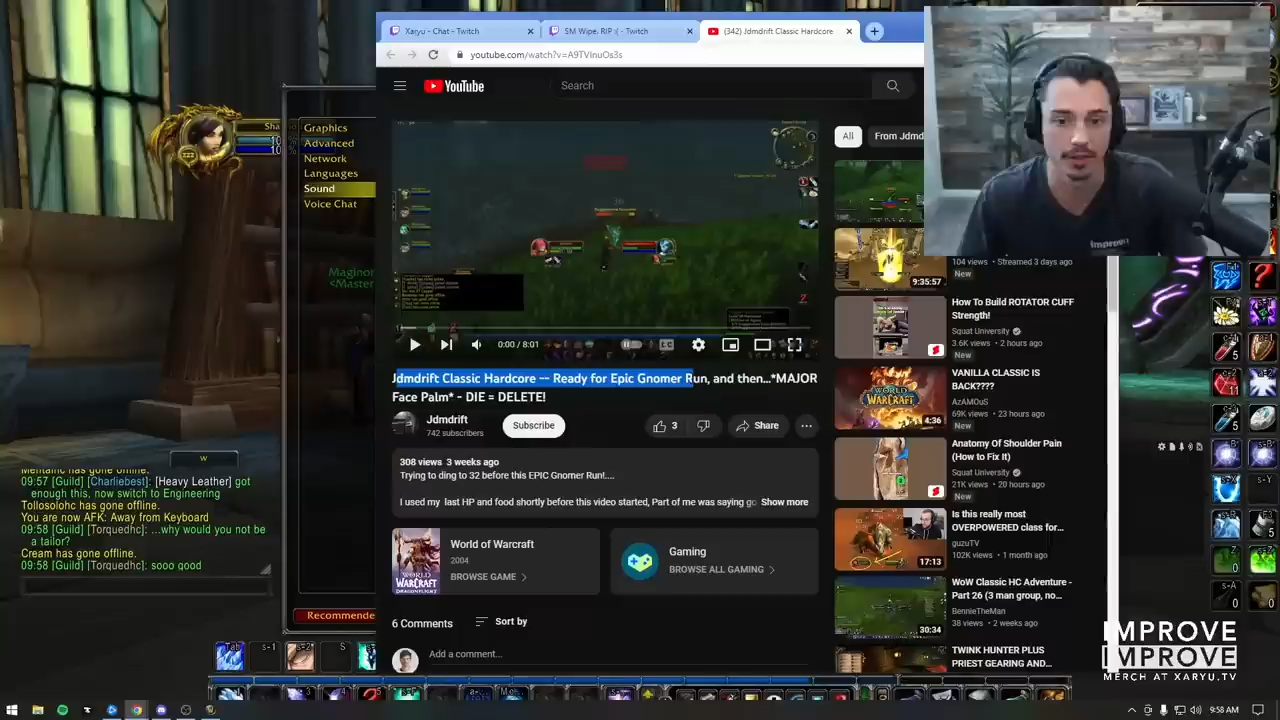 Xaryu - Chat - Twitch
SM Wipe. RIP :( - Twitch
(342) Jdmdrift Classic Hardcore
youtube.com/watch?v=A9TVInuOs3s
YouTube
Search
All
From Jdmd
Graphics
Advanced
Network
Languages
Sound
Voice Chat
Sha
Maginor
<Master
0:00 / 8:01
Jdmdrift Classic Hardcore -- Ready for Epic Gnomer Run, and then...*MAJOR
Face Palm* - DIE = DELETE!
Jdmdrift
742 subscribers
Subscribe
3
Share
308 views 3 weeks ago
Trying to ding to 32 before this EPIC Gnomer Run!....
I used my last HP and food shortly before this video started, Part of me was saying go Show more
World of Warcraft
2004
BROWSE GAME
Gaming
BROWSE ALL GAMING
6 Comments
Sort by
Add a comment...
104 views • Streamed 3 days ago
New
9:35:57
How To Build ROTATOR CUFF
Strength!
Squat University
3.6K views • 2 hours ago
New
VANILLA CLASSIC IS
BACK????
AzAMOuS
69K views • 23 hours ago
New
4:36
Anatomy Of Shoulder Pain
(How to Fix It)
Squat University
21K views • 20 hours ago
New
Is this really most
OVERPOWERED class for...
guzuTV
102K views • 1 month ago
17:13
WoW Classic HC Adventure -
Part 26 (3 man group, no...
BennieTheMan
38 views • 2 weeks ago
30:34
TWINK HUNTER PLUS
PRIEST GEARING AND...
w
has gone offline.
09:57 [Guild] [Charliebest]: [Heavy Leather] got
enough this, now switch to Engineering
Tollosolohc has gone offline.
You are now AFK: Away from Keyboard
09:58 [Guild] [Torquedhc]: ...why would you not be
a tailor?
Cream has gone offline.
09:58 [Guild] [Torquedhc]: sooo good
Recommende
Tab
s-1
s-2
S
Improve
IMPROVE
IMPROVE
MERCH AT XARYU.TV
9:58 AM